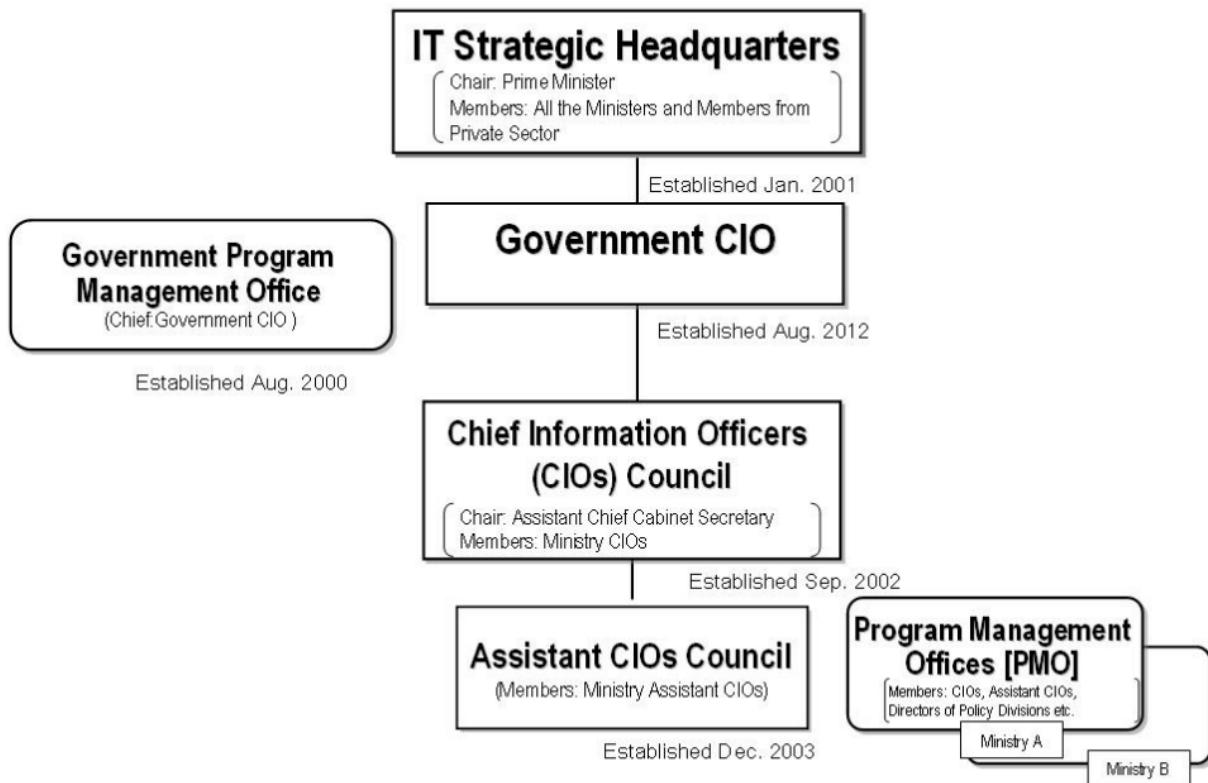 IT Strategic Headquarters
Chair: Prime Minister
Members: All the Ministers and Members from
Private Sector
Established Jan. 2001
Government CIO
Government Program
Management Office
(Chief:Government CIO )
Established Aug. 2012
Established Aug. 2000
Chief Information Officers
(CIOs) Council
Chair: Assistant Chief Cabinet Secretary
Members: Ministry CIOs
Established Sep. 2002
Assistant CIOs Council
(Members: Ministry Assistant CIOs)
Established Dec. 2003
Program Management
Offices [PMO]
Members: CIOs, Assistant CIOs,
Directors of Policy Divisions etc.
Ministry A
Ministry B